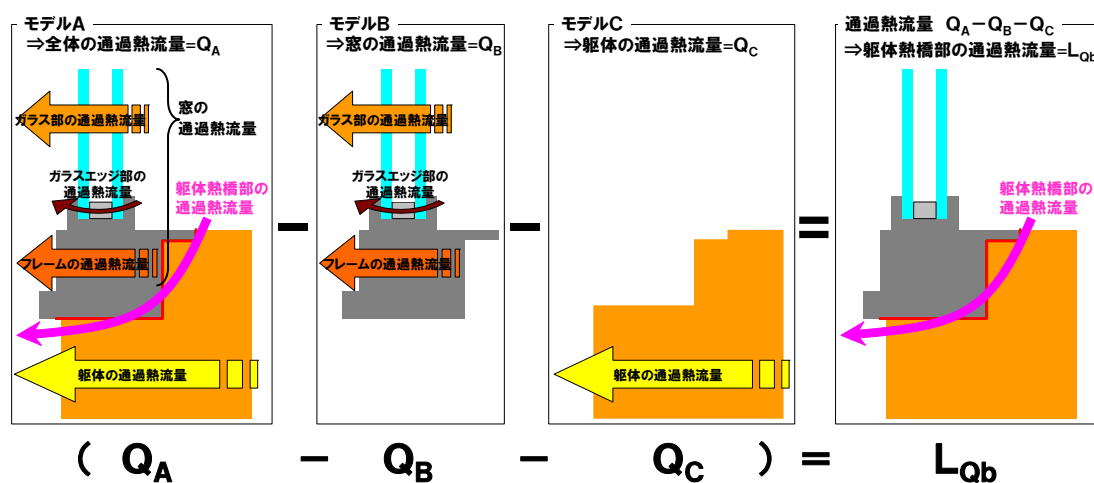 モデルA
⇒全体の通過熱流量=QA
ガラス部の通過熱流量
窓の
通過熱流量
ガラスエッジ部の
通過熱流量
躯体熱橋部の
通過熱流量
フレームの通過熱流量
躯体の通過熱流量
－
モデルB
⇒窓の通過熱流量=QB
ガラス部の通過熱流量
ガラスエッジ部の
通過熱流量
フレームの通過熱流量
－
モデルC
⇒躯体の通過熱流量=QC
躯体の通過熱流量
＝
通過熱流量 QA－QB－QC
⇒躯体熱橋部の通過熱流量=LQb
躯体熱橋部の
通過熱流量
( QA － QB － QC ) = LQb